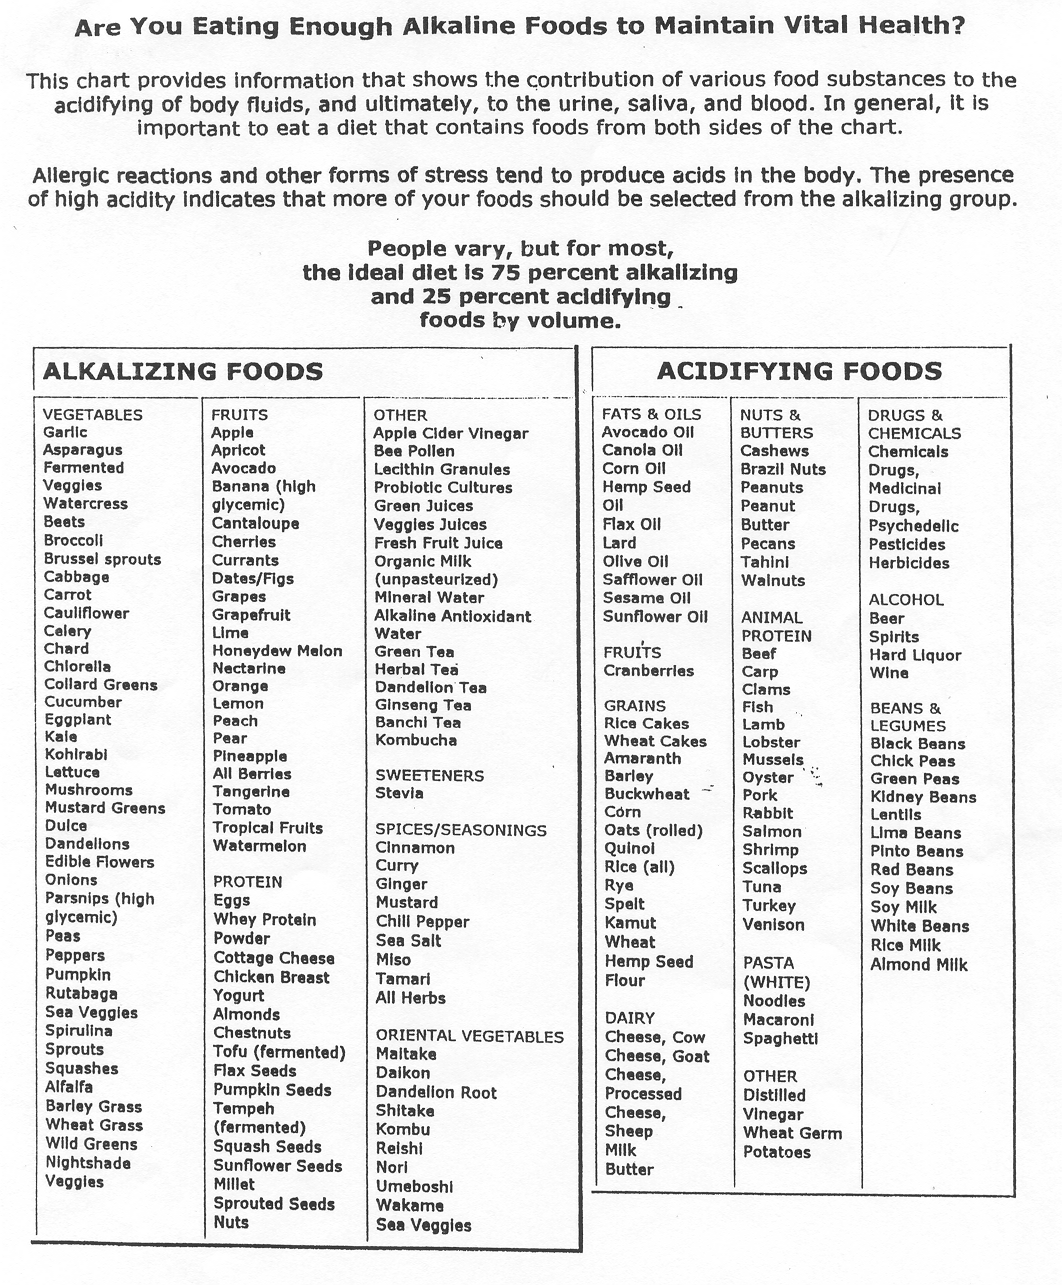 Are You Eating Enough Alkaline Foods to Maintain Vital Health?
This chart provides information that shows the contribution of various food substances to the
acidifying of body fluids, and ultimately, to the urine, saliva, and blood. In general, it is
important to eat a diet that contains foods from both sides of the chart.
Allergic reactions and other forms of stress tend to produce acids in the body. The presence
of high acidity indicates that more of your foods should be selected from the alkalizing group.
People vary, but for most,
the ideal diet is 75 percent alkalizing
and 25 percent acidifying
foods by volume.
ALKALIZING FOODS
VEGETABLES
Garlic
Asparagus
Fermented
Veggies
Watercress
Beets
Broccoli
Brussel sprouts
Cabbage
Carrot
Cauliflower
Celery
Chard
Chlorella
Collard Greens
Cucumber
Eggplant
Kale
Kohlrabi
Lettuce
Mushrooms
Mustard Greens
Dulce
Dandelions
Edible Flowers
Onions
Parsnips (high
glycemic)
Peas
Peppers
Pumpkin
Rutabaga
Sea Veggies
Spirulina
Sprouts
Squashes
Alfalfa
Barley Grass
Wheat Grass
Wild Greens
Nightshade
Veggies
FRUITS
Apple
Apricot
Avocado
Banana (high
glycemic)
Cantaloupe
Cherries
Currants
Dates/Figs
Grapes
Grapefruit
Lime
Honeydew Melon
Nectarine
Orange
Lemon
Peach
Pear
Pineapple
All Berries
Tangerine
Tomato
Tropical Fruits
Watermelon
PROTEIN
Eggs
Whey Protein
Powder
Cottage Cheese
Chicken Breast
Yogurt
Almonds
Chestnuts
Tofu (fermented)
Flax Seeds
Pumpkin Seeds
Tempeh
(fermented)
Squash Seeds
Sunflower Seeds
Millet
Sprouted Seeds
Nuts
OTHER
Apple Cider Vinegar
Bee Pollen
Lecithin Granules
Probiotic Cultures
Green Juices
Veggies Juices
Fresh Fruit Juice
Organic Milk
(unpasteurized)
Mineral Water
Alkaline Antioxidant
Water
Green Tea
Herbal Tea
Dandelion Tea
Ginseng Tea
Banchi Tea
Kombucha
SWEETENERS
Stevia
SPICES/SEASONINGS
Cinnamon
Curry
Ginger
Mustard
Chili Pepper
Sea Salt
Miso
Tamari
All Herbs
ORIENTAL VEGETABLES
Maitake
Daikon
Dandelion Root
Shitake
Kombu
Reishi
Nori
Umeboshi
Wakame
Sea Veggies
ACIDIFYING FOODS
FATS & OILS
Avocado Oil
Canola Oil
Corn Oil
Hemp Seed
Oil
Flax Oil
Lard
Olive Oil
Safflower Oil
Sesame Oil
Sunflower Oil
FRUITS
Cranberries
GRAINS
Rice Cakes
Wheat Cakes
Amaranth
Barley
Buckwheat
Corn
Oats (rolled)
Quinoi
Rice (all)
Rye
Spelt
Kamut
Wheat
Hemp Seed
Flour
DAIRY
Cheese, Cow
Cheese, Goat
Cheese,
Processed
Cheese,
Sheep
Milk
Butter
NUTS &
BUTTERS
Cashews
Brazil Nuts
Peanuts
Peanut
Butter
Pecans
Tahini
Walnuts
ANIMAL
PROTEIN
Beef
Carp
Clams
Fish
Lamb
Lobster
Mussels
Oyster
Pork
Rabbit
Salmon
Shrimp
Scallops
Tuna
Turkey
Venison
PASTA
(WHITE)
Noodles
Macaroni
Spaghetti
OTHER
Distilled
Vinegar
Wheat Germ
Potatoes
DRUGS &
CHEMICALS
Chemicals
Drugs,
Medicinal
Drugs,
Psychedelic
Pesticides
Herbicides
ALCOHOL
Beer
Spirits
Hard Liquor
Wine
BEANS &
LEGUMES
Black Beans
Chick Peas
Green Peas
Kidney Beans
Lentils
Lima Beans
Pinto Beans
Red Beans
Soy Beans
Soy Milk
White Beans
Rice Milk
Almond Milk